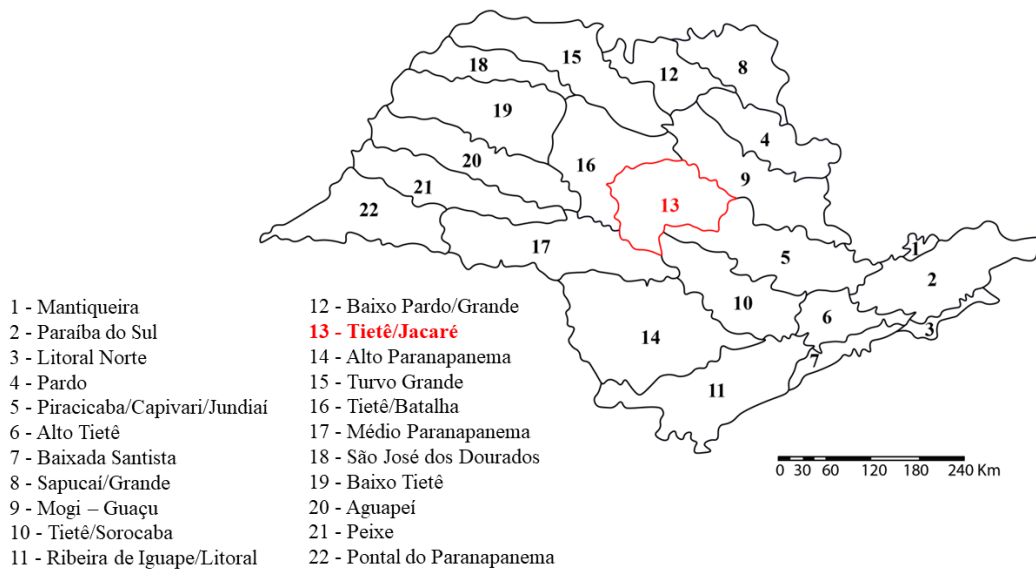 15
18
12
8
19
4
20
16
9
21
13
22
17
5
1
2
10
6
3
14
7
11
1 - Mantiqueira
2 - Paraíba do Sul
3 - Litoral Norte
4 - Pardo
5 - Piracicaba/Capivari/Jundiaí
6 - Alto Tietê
7 - Baixada Santista
8 - Sapucaí/Grande
9 - Mogi – Guaçu
10 - Tietê/Sorocaba
11 - Ribeira de Iguape/Litoral
12 - Baixo Pardo/Grande
13 - Tietê/Jacaré
14 - Alto Paranapanema
15 - Turvo Grande
16 - Tietê/Batalha
17 - Médio Paranapanema
18 - São José dos Dourados
19 - Baixo Tietê
20 - Aguapeí
21 - Peixe
22 - Pontal do Paranapanema
0 30 60 120 180 240 Km